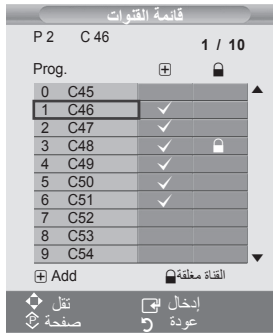 قائمة القنوات
P 2 C 46
1 / 10
Prog.
0 C45
1 C46
2 C47
3 C48
4 C49
5 C50
6 C51
7 C52
8 C53
9 C54
Add القناة مغلقة
نقل إدخال
صفحة عودة